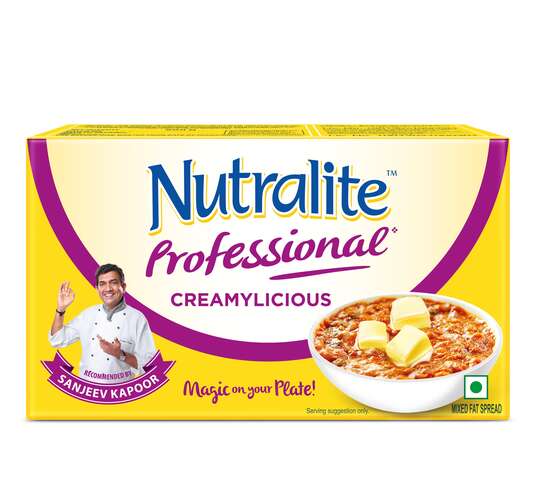 Nutralite™
Professional
CREAMYLICIOUS
RECOMMENDED BY
SANJEEV KAPOOR
Magic on your Plate!
Serving suggestion only.
MIXED FAT SPREAD